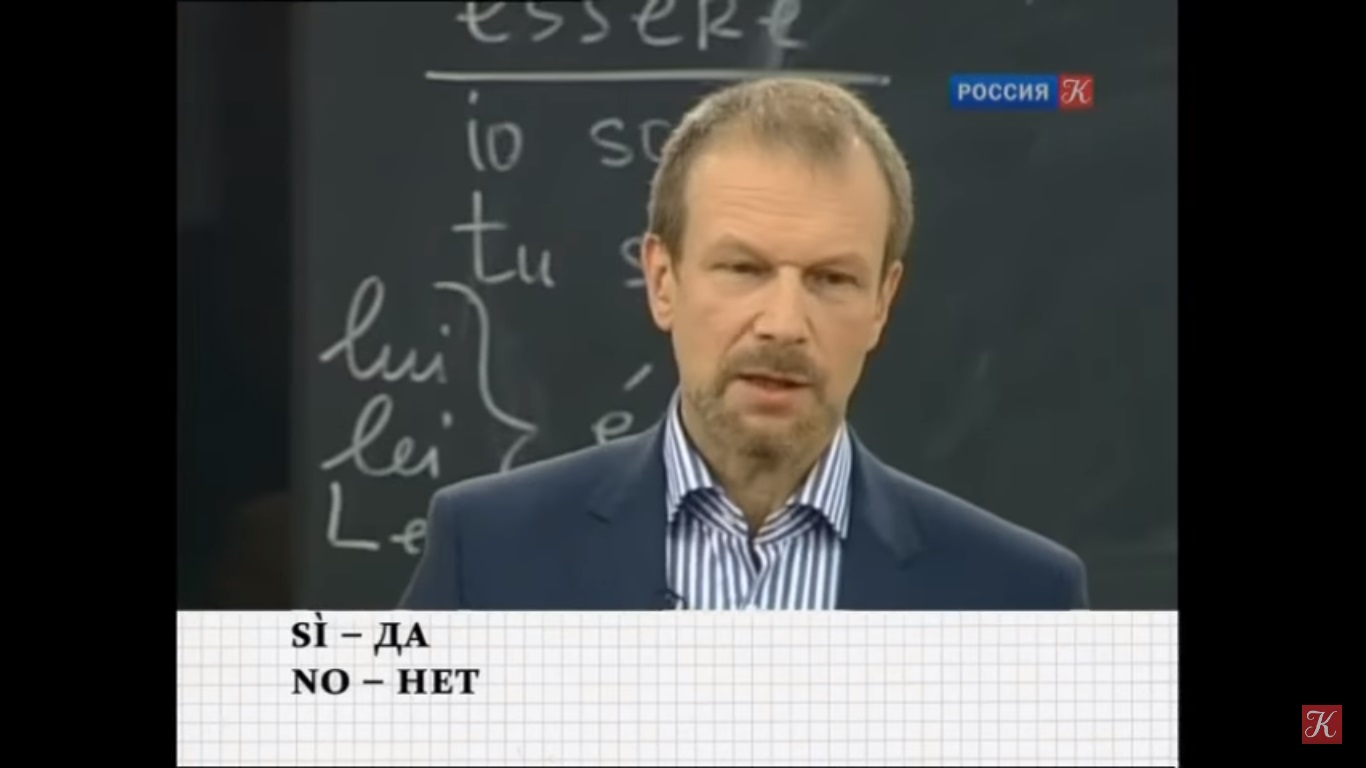 essere
РОССИЯ К
io
tu
lui
lei é
SÌ – ДА
NO – НЕТ
К